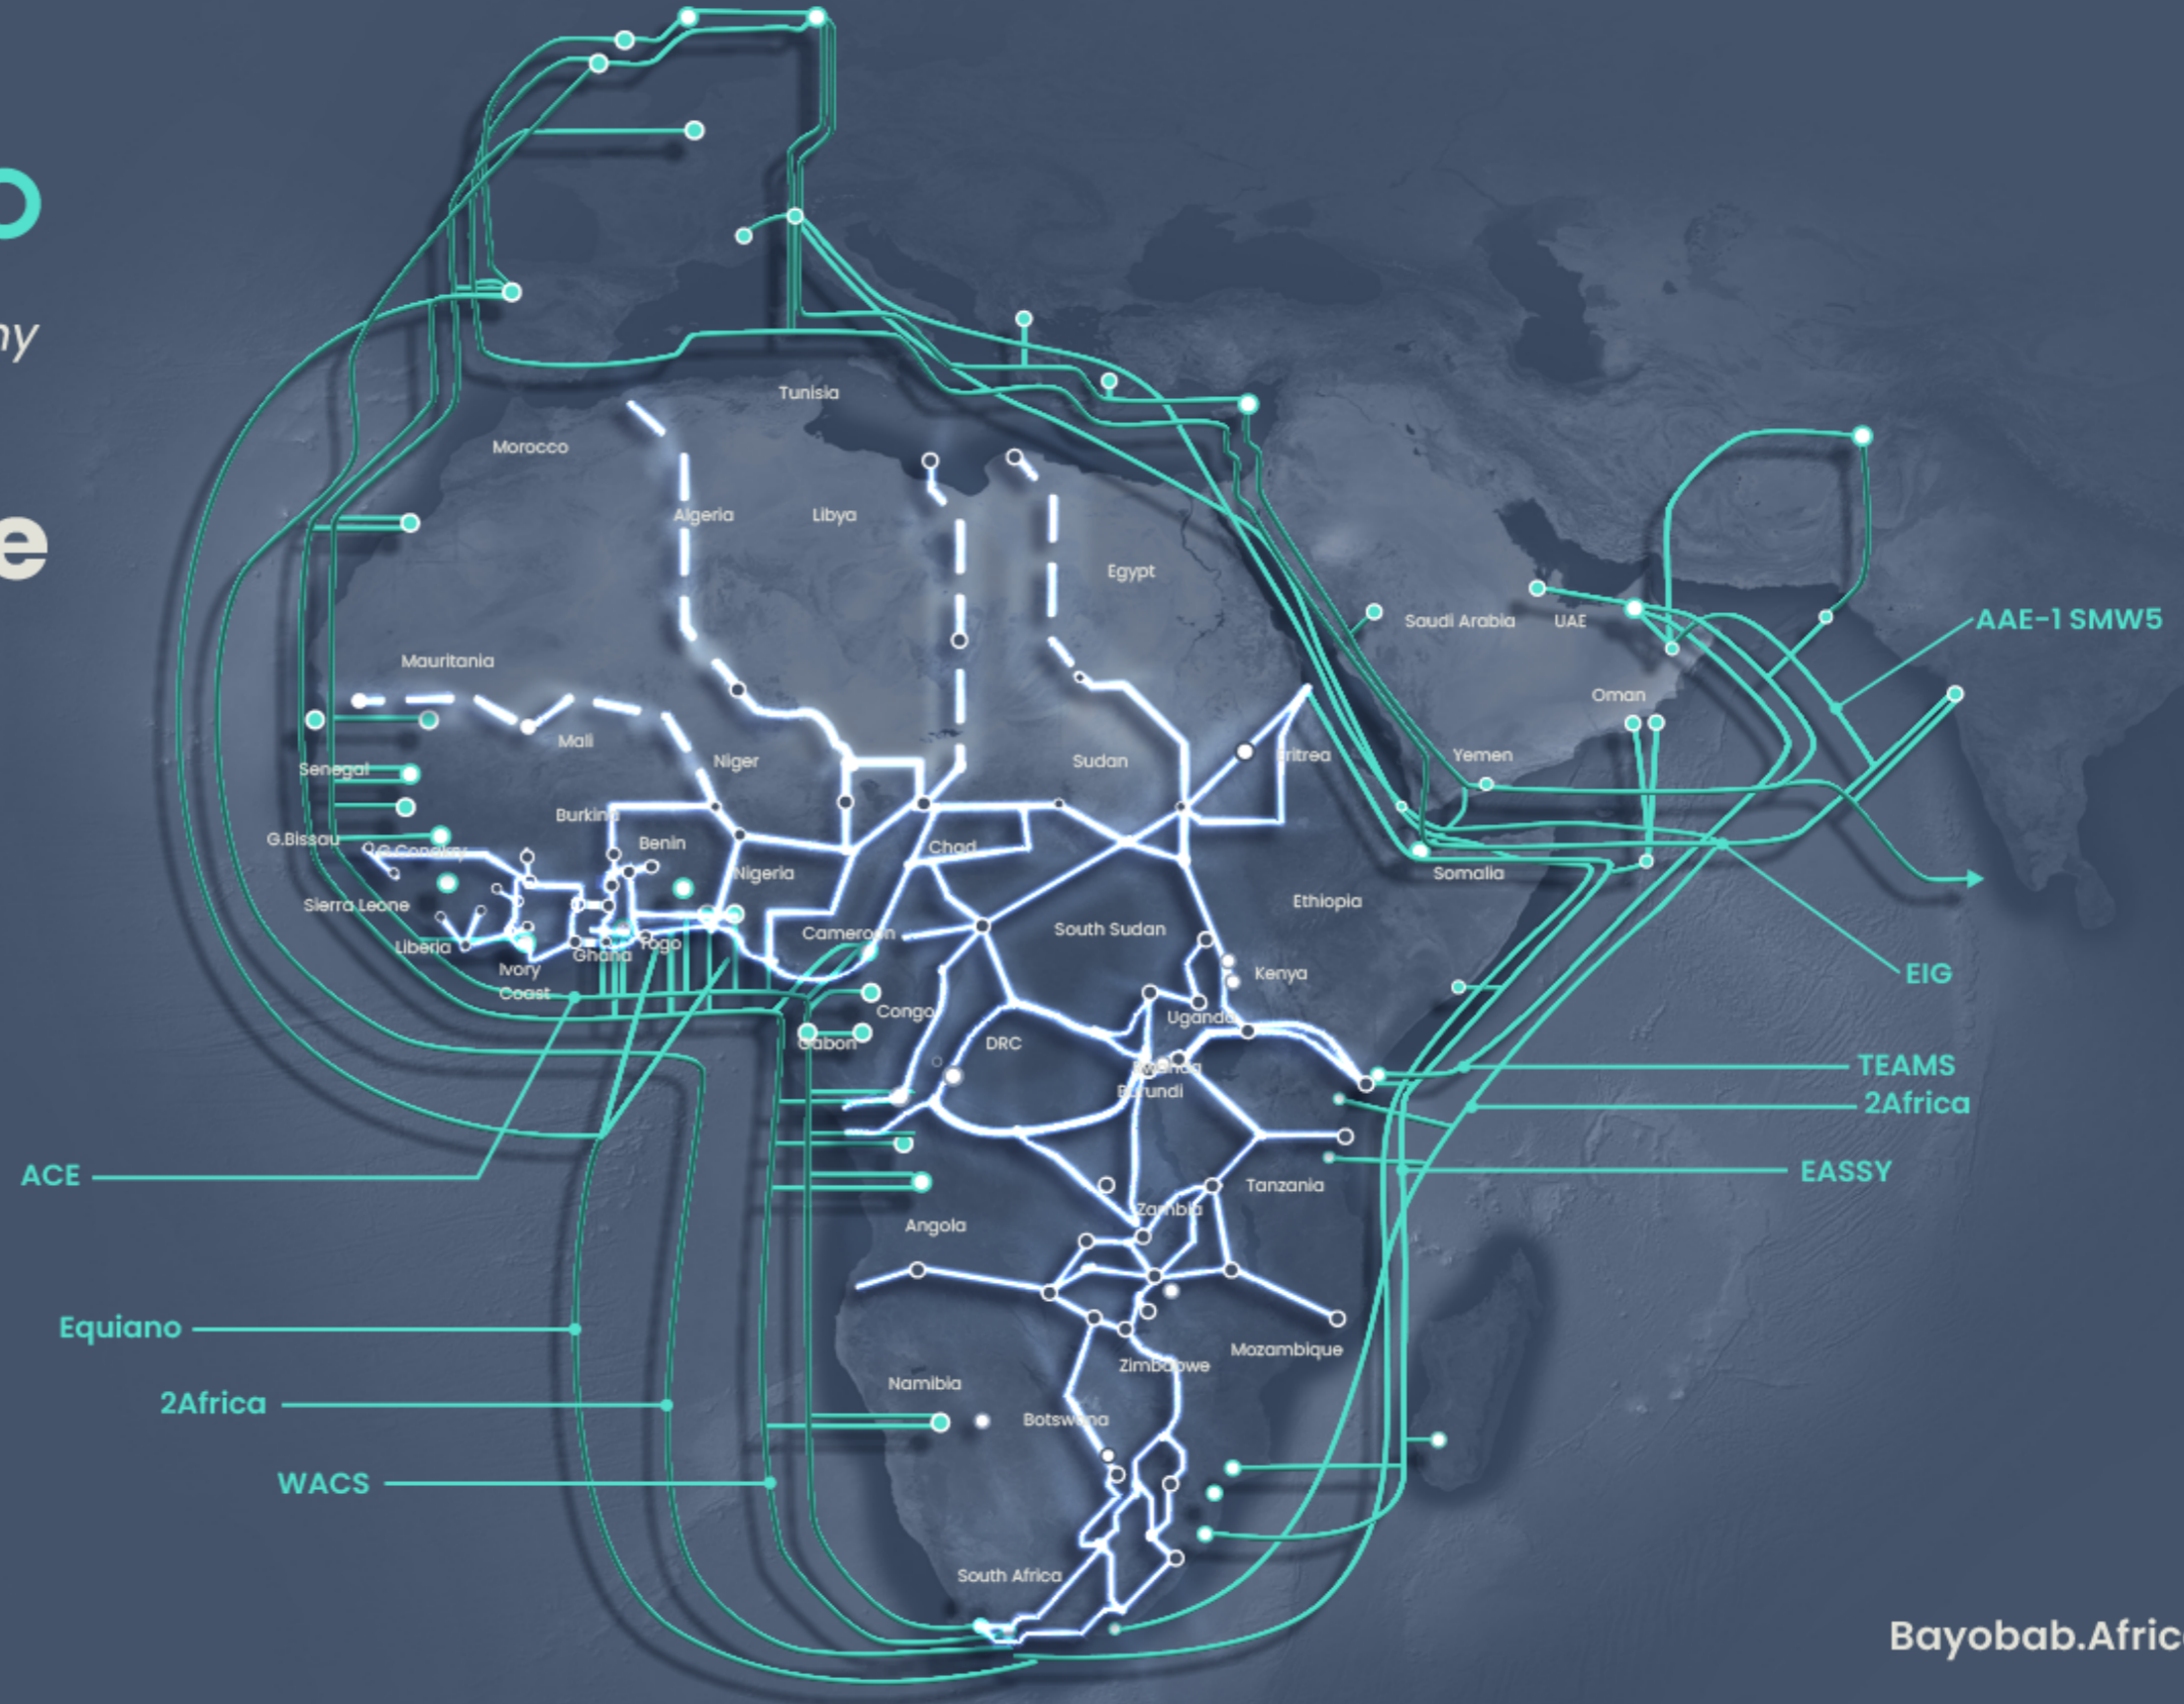 o
ny
e
Tunisia
Morocco
Algeria
Libya
Egypt
Saudi Arabia
UAE
AAE-1 SMW5
Mauritania
Oman
Mali
Niger
Sudan
Eritrea
Yemen
Senegal
Burkina
G.Bissau
G.Conakry
Benin
Chad
Nigeria
Somalia
Sierra Leone
Ethiopia
Liberia
Ghana
Togo
Cameroon
South Sudan
Ivory
Coast
Kenya
EIG
Congo
Uganda
Gabon
DRC
Rwanda
Burundi
TEAMS
2Africa
ACE
EASSY
Tanzania
Zambia
Angola
Equiano
Mozambique
Zimbabwe
Namibia
2Africa
Botswana
WACS
South Africa
Bayobab.Afric